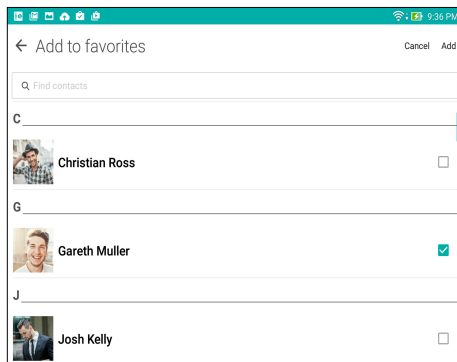 9:36 PM
Add to favorites
Cancel Add
Find contacts
C
Christian Ross
G
Gareth Muller
J
Josh Kelly